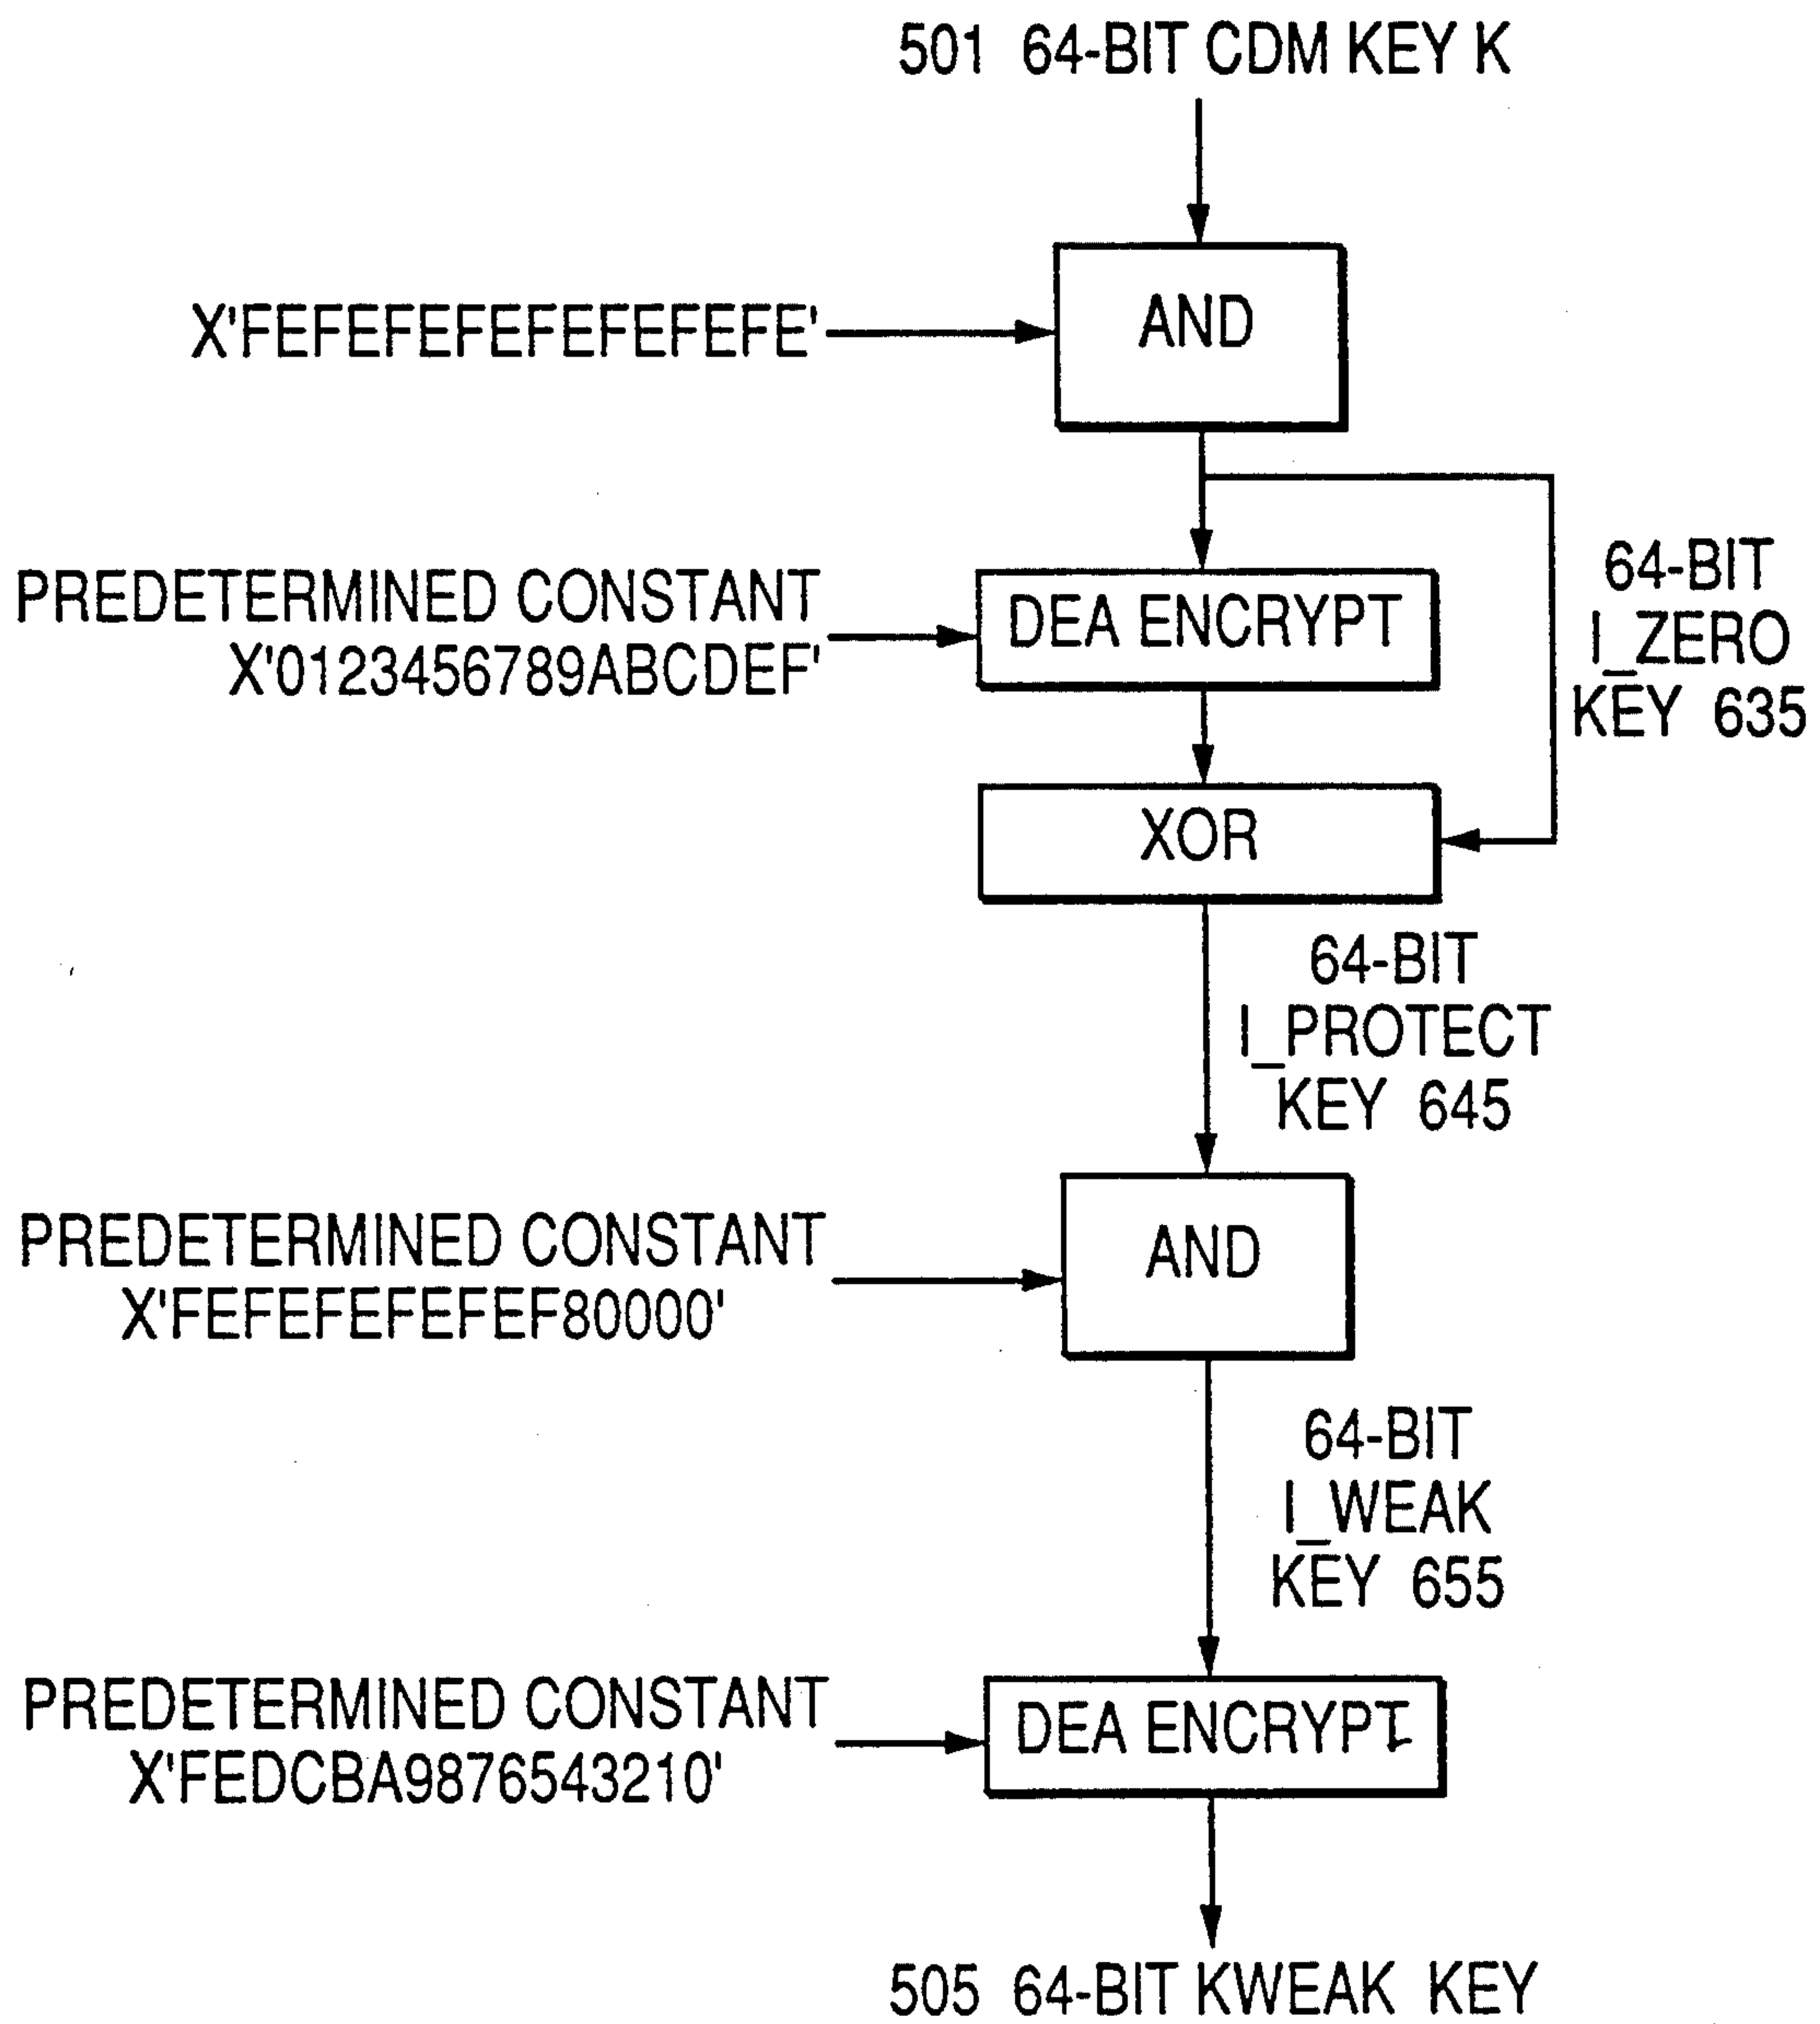 501 64-BIT CDM KEY K
AND
X'FEFEFEFEFEFEFEFE'
PREDETERMINED CONSTANT
X'0123456789ABCDEF'
DEA ENCRYPT
64-BIT
I_ZERO
KEY 635
XOR
64-BIT
I_PROTECT
KEY 645
PREDETERMINED CONSTANT
X'FEFEFEFEFEF80000'
AND
64-BIT
I_WEAK
KEY 655
PREDETERMINED CONSTANT
X'FEDCBA9876543210'
DEA ENCRYPT
505 64-BIT KWEAK KEY